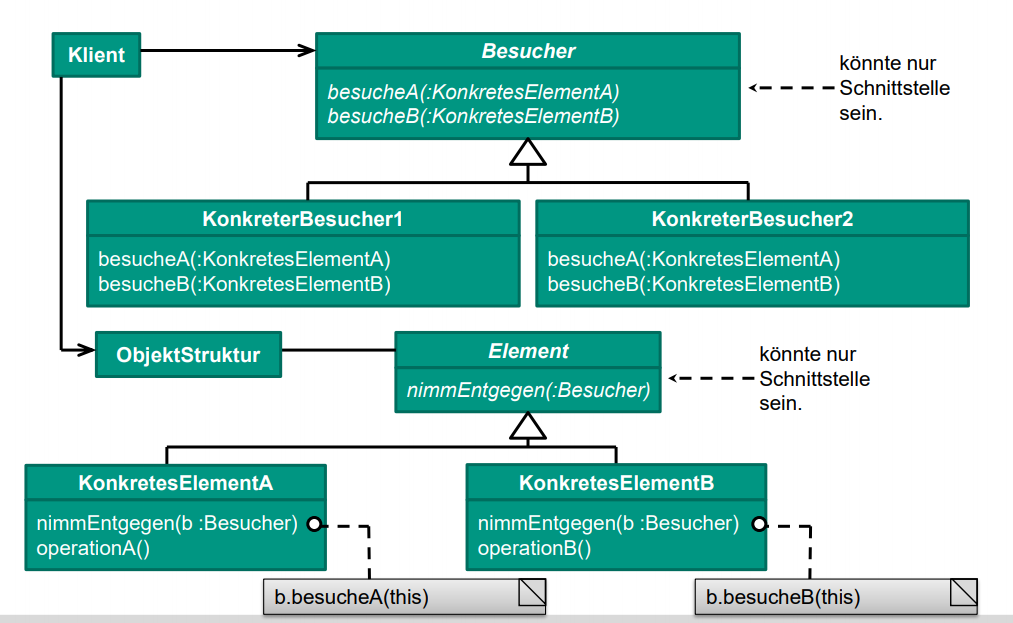 Klient
Besucher
besucheA(:KonkretesElementA)
besucheB(:KonkretesElementB)
könnte nur
Schnittstelle
sein.
KonkreterBesucher1
besucheA(:KonkretesElementA)
besucheB(:KonkretesElementB)
KonkreterBesucher2
besucheA(:KonkretesElementA)
besucheB(:KonkretesElementB)
ObjektStruktur
Element
nimmEntgegen(:Besucher)
könnte nur
Schnittstelle
sein.
KonkretesElementA
nimmEntgegen(b :Besucher)
operationA()
KonkretesElementB
nimmEntgegen(b :Besucher)
operationB()
b.besucheA(this)
b.besucheB(this)